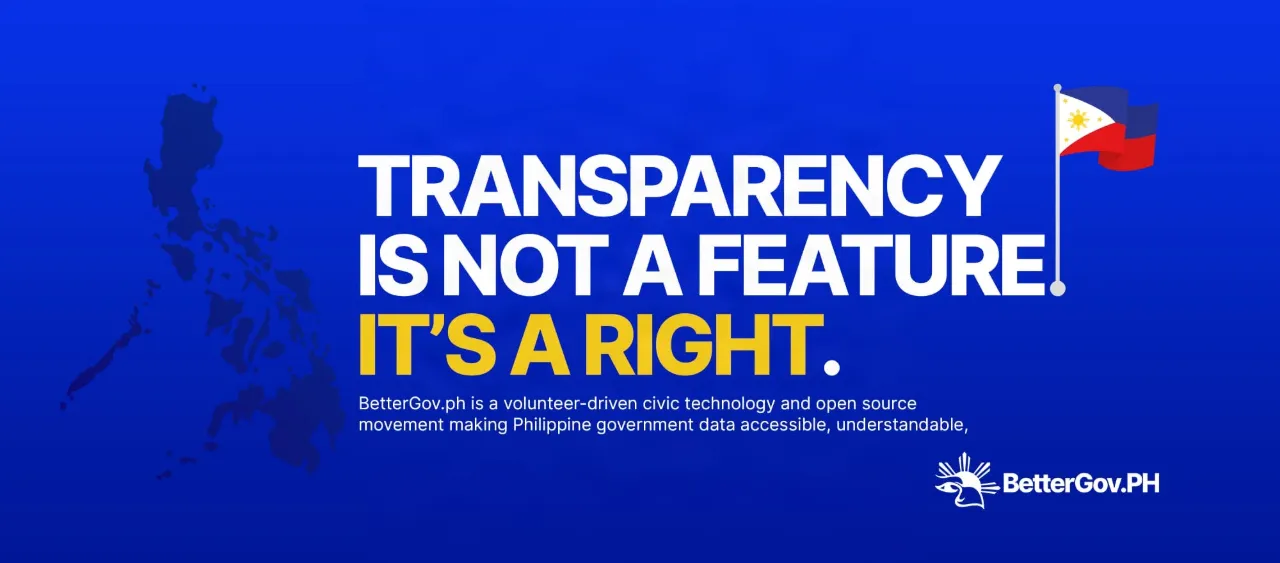 TRANSPARENCY
IS NOT A FEATURE.
IT’S A RIGHT.
BetterGov.ph is a volunteer-driven civic technology and open source
movement making Philippine government data accessible, understandable,
BetterGov.PH